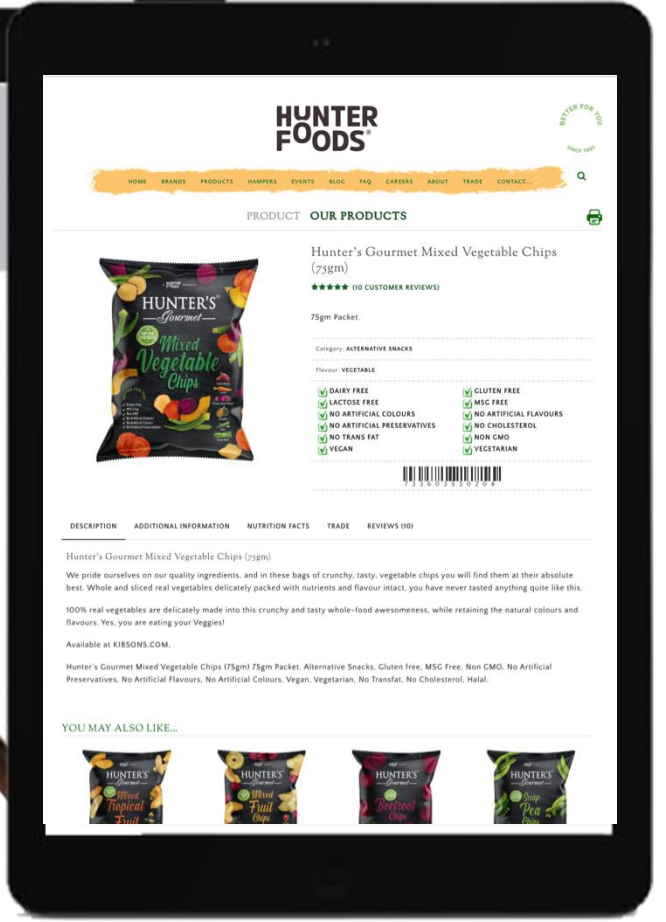 HUNTER
FOODS®
BETTER FOR YOU
SINCE 1985
HOME BRANDS PRODUCTS HAMPERS EVENTS BLOG FAQ CAREERS ABOUT TRADE CONTACT...
PRODUCT OUR PRODUCTS
HUNTER
FOODS
HUNTER'S®
Gourmet
Mixed
Vegetable
Chips
Hunter's Gourmet Mixed Vegetable Chips
(75gm)
(10 CUSTOMER REVIEWS)
75gm Packet.
Category: ALTERNATIVE SNACKS
Flavour: VEGETABLE
DAIRY FREE GLUTEN FREE
LACTOSE FREE MSG FREE
NO ARTIFICIAL COLOURS NO ARTIFICIAL FLAVOURS
NO ARTIFICIAL PRESERVATIVES NO CHOLESTEROL
NO TRANS FAT NON GMO
VEGAN VEGETARIAN
733603530208
DESCRIPTION ADDITIONAL INFORMATION NUTRITION FACTS TRADE REVIEWS (10)
Hunter's Gourmet Mixed Vegetable Chips (75gm)
We pride ourselves on our quality ingredients, and in these bags of crunchy, tasty, vegetable chips you will find them at their absolute
best. Whole and sliced real vegetables delicately packed with nutrients and flavour intact, you have never tasted anything quite like this.
100% real vegetables are delicately made into this crunchy and tasty whole-food awesomeness, while retaining the natural colours and
flavours. Yes, you are eating your Veggies!
Available at KIBSONS.COM.
Hunter's Gourmet Mixed Vegetable Chips (75gm) 75gm Packet. Alternative Snacks, Gluten free, MSG Free, Non GMO, No Artificial
Preservatives, No Artificial Flavours, No Artificial Colours, Vegan, Vegetarian, No Transfat, No Cholesterol, Halal.
YOU MAY ALSO LIKE...
HUNTER'S
Gourmet
Mixed
Tropical
Fruit
HUNTER'S
Gourmet
Mixed
Fruit
Chips
HUNTER'S
Gourmet
Beetroot
Chips
HUNTER'S
Gourmet
Snap
Pea
Chips